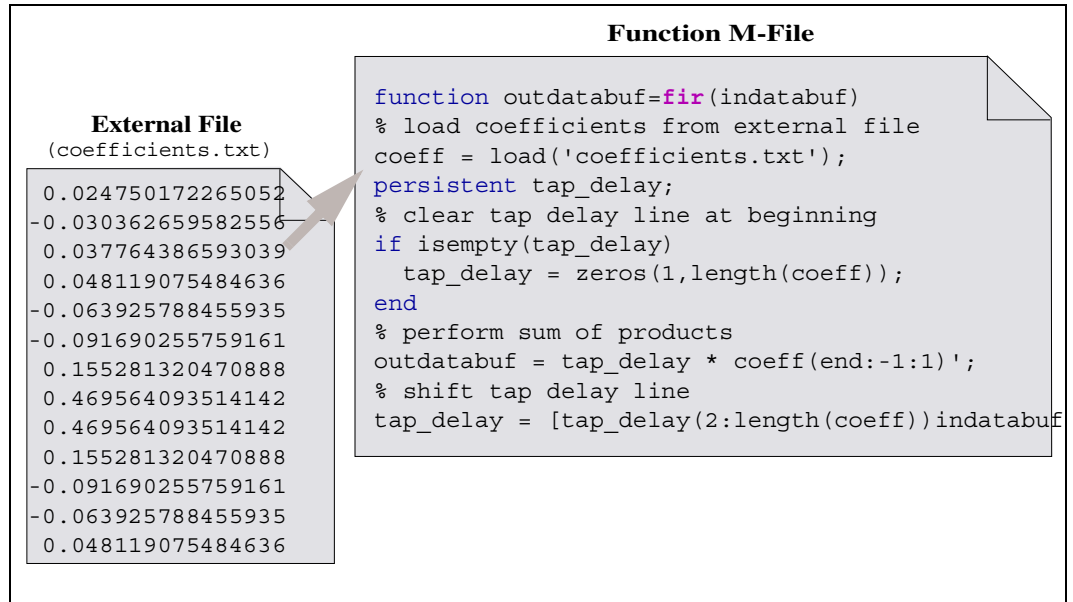 External File
(coefficients.txt)
0.024750172265052
-0.030362659582556
0.037764386593039
0.048119075484636
-0.063925788455935
-0.091690255759161
0.155281320470888
0.469564093514142
0.469564093514142
0.155281320470888
-0.091690255759161
-0.063925788455935
0.048119075484636
Function M-File
function outdatabuf=fir(indatabuf)
% load coefficients from external file
coeff = load('coefficients.txt');
persistent tap_delay;
% clear tap delay line at beginning
if isempty(tap_delay)
  tap_delay = zeros(1,length(coeff));
end
% perform sum of products
outdatabuf = tap_delay * coeff(end:-1:1)';
% shift tap delay line
tap_delay = [tap_delay(2:length(coeff))indatabuf